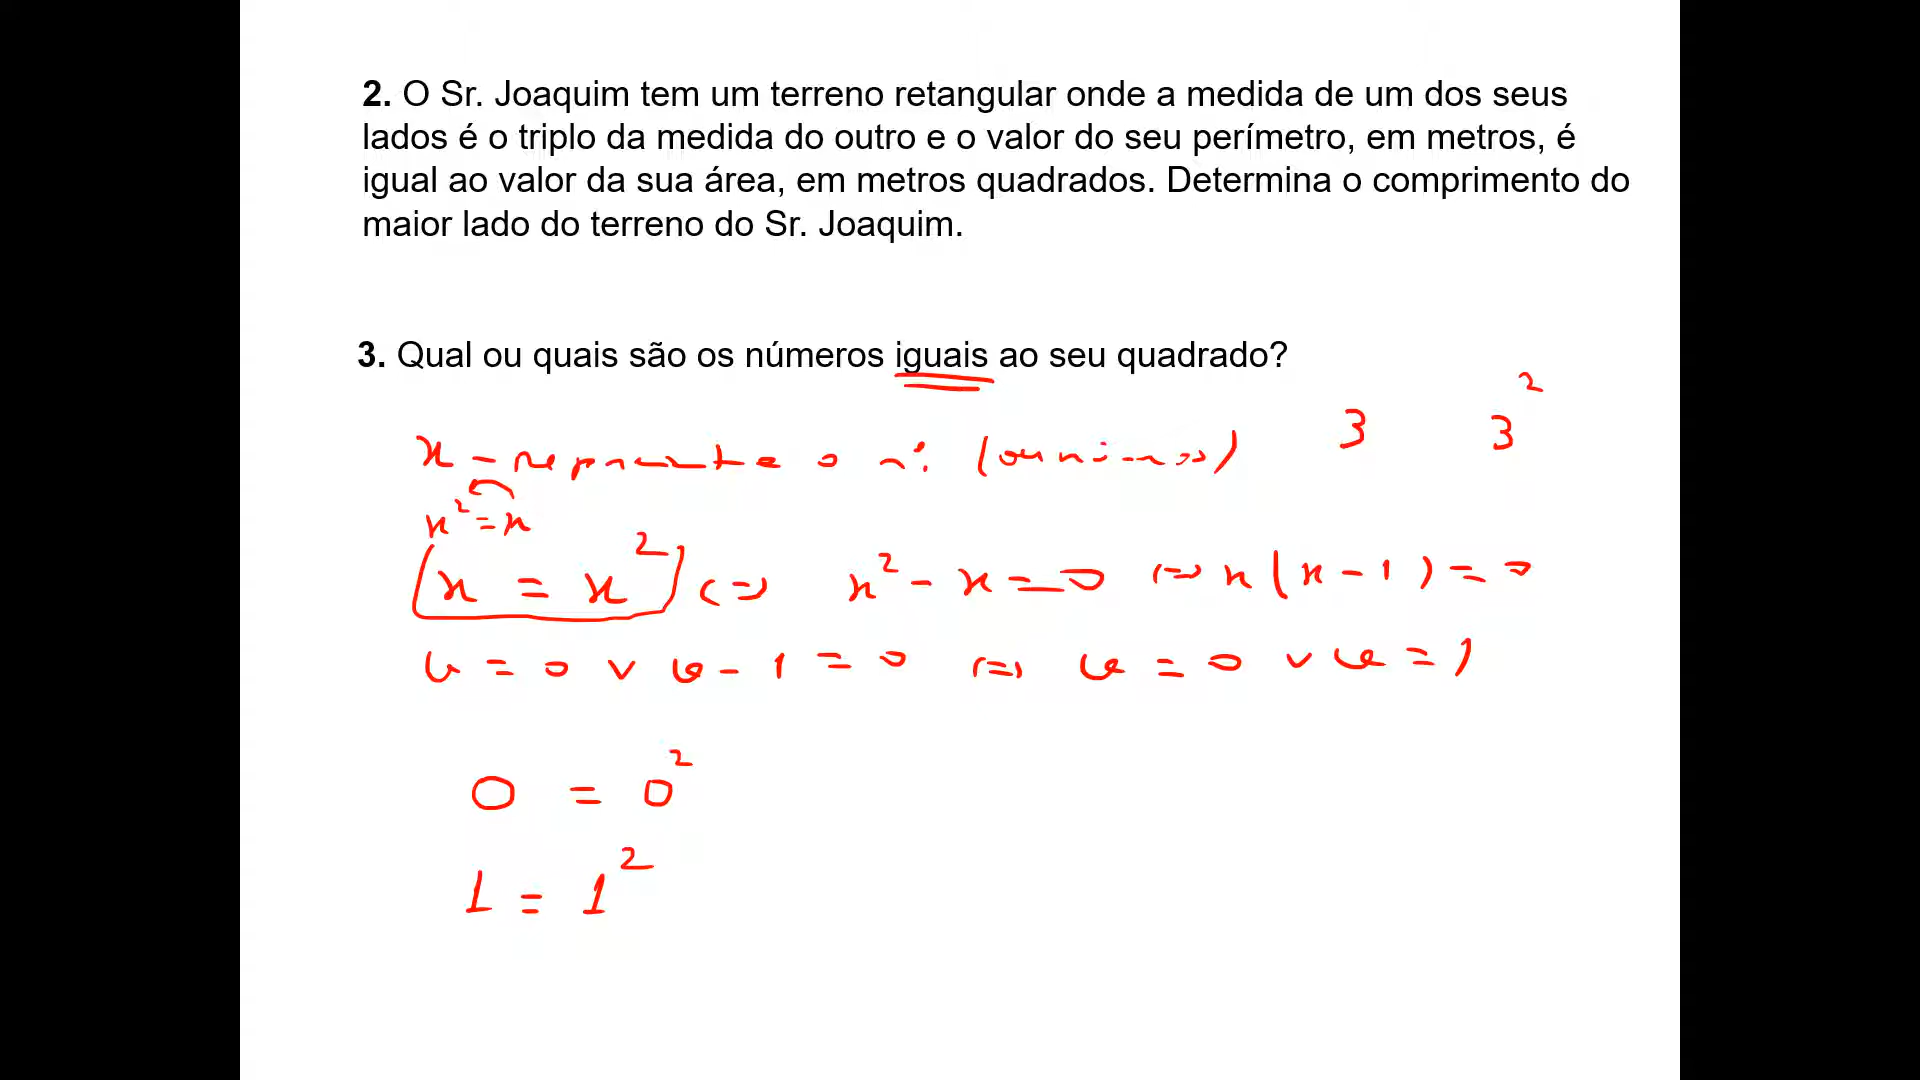 2. O Sr. Joaquim tem um terreno retangular onde a medida de um dos seus
lados é o triplo da medida do outro e o valor do seu perímetro, em metros, é
igual ao valor da sua área, em metros quadrados. Determina o comprimento do
maior lado do terreno do Sr. Joaquim.
3. Qual ou quais são os números iguais ao seu quadrado?
3 3²
x - representa o nº (ou números)
x² = x
x = x² <=> x² - x = 0 <=> x(x - 1) = 0
x = 0 v x - 1 = 0 <=> x = 0 v x = 1
0 = 0²
1 = 1²